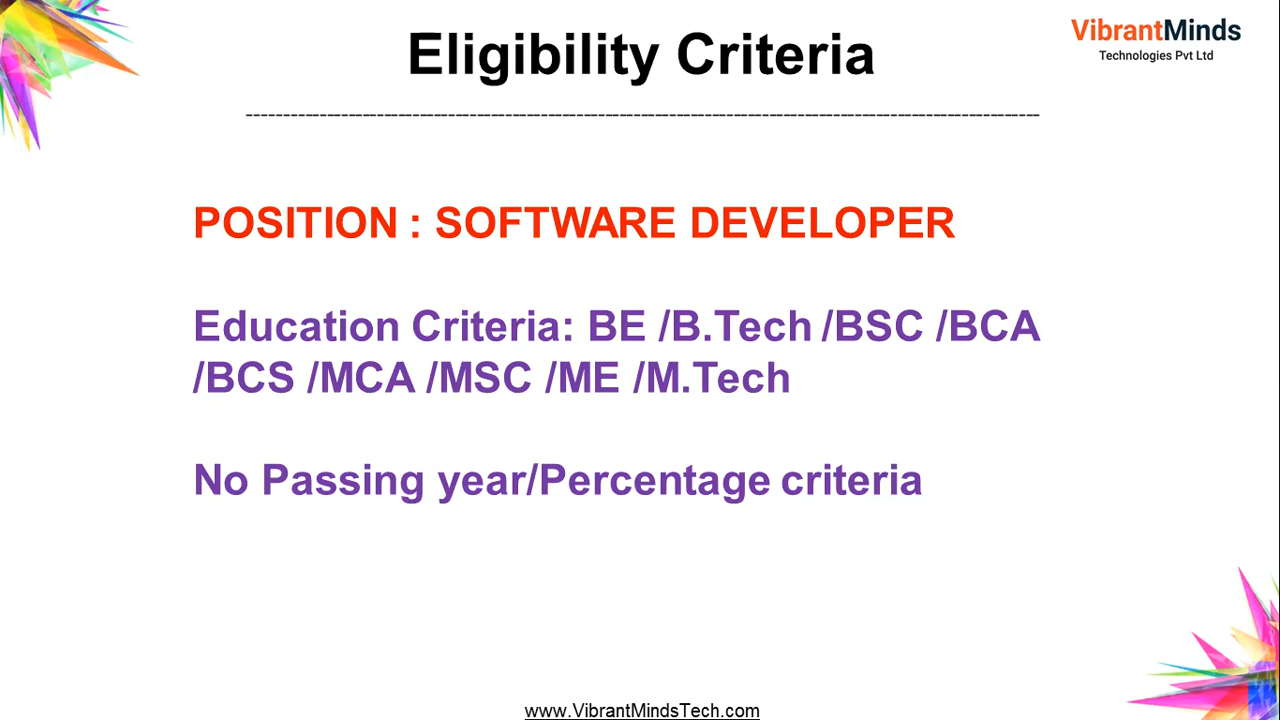 Eligibility Criteria
VibrantMinds
Technologies Pvt Ltd
POSITION : SOFTWARE DEVELOPER
Education Criteria: BE /B.Tech /BSC /BCA
/BCS /MCA /MSC /ME /M.Tech
No Passing year/Percentage criteria
www.VibrantMindsTech.com